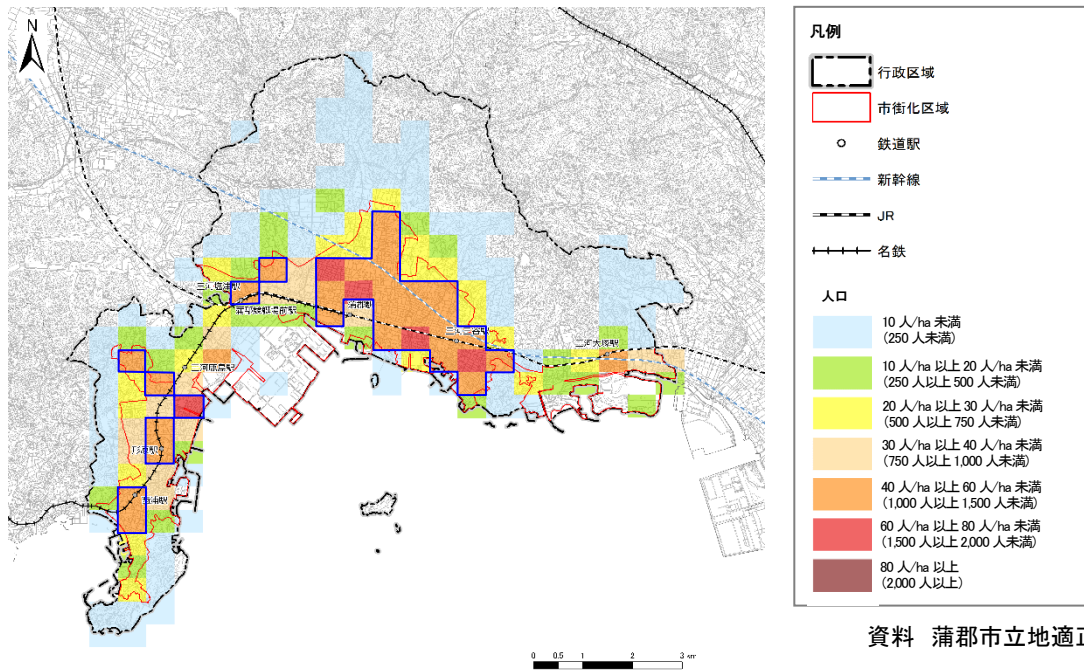 N
三河塩津駅
蒲郡競艇場前駅
蒲郡駅
三河三谷駅
三河大塚駅
三河鹿島駅
形原駅
西浦駅
0 0.5 1 2 3
凡例
行政区域
市街化区域
鉄道駅
新幹線
JR
名鉄
人口
10 人/ha 未満
(250 人未満)
10 人/ha 以上 20 人/ha 未満
(250 人以上 500 人未満)
20 人/ha 以上 30 人/ha 未満
(500 人以上 750 人未満)
30 人/ha 以上 40 人/ha 未満
(750 人以上 1,000 人未満)
40 人/ha 以上 60 人/ha 未満
(1,000 人以上 1,500 人未満)
60 人/ha 以上 80 人/ha 未満
(1,500 人以上 2,000 人未満)
80 人/ha 以上
(2,000 人以上)
資料 蒲郡市立地適正